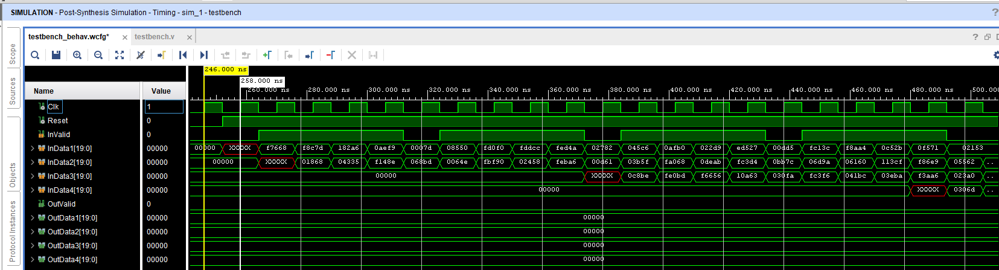 SIMULATION - Post-Synthesis Simulation - Timing - sim_1 - testbench ?
testbench_behav.wcfg* × testbench.v × ?
Scope
Sources
Objects
Protocol Instances
246.000 ns
258.000 ns
Name Value
260.000 ns 280.000 ns 300.000 ns 320.000 ns 340.000 ns 360.000 ns 380.000 ns 400.000 ns 420.000 ns 440.000 ns 460.000 ns 480.000 ns 500.0
Clk 1
Reset 0
InValid 0
InData1[19:0] 00000 00000 XXXXX f7668 f8c7d 182a6 0aef9 0007d 08550 fd0f0 fddcc fed4a 02782 045c6 0afb0 022d9 ed527 00dd5 fc13c f8aa4 0c52b 0f571 02153
InData2[19:0] 00000 00000 XXXXX 01868 04335 f148e 068bd 0064e fbf90 02458 feba6 00d61 03b5f fa068 0deab fc3d4 0bb7c 06d9a 06160 113cf f86e9 05562 ..
InData3[19:0] 00000 00000 XXXXX 0c8be fe0bd f6656 10a63 030fa fc3f6 041bc 03eba f3aa6 023a0 ..
InData4[19:0] 00000 00000 XXXXX 0306d ..
OutValid 0
OutData1[19:0] 00000 00000
OutData2[19:0] 00000 00000
OutData3[19:0] 00000 00000
OutData4[19:0] 00000 00000